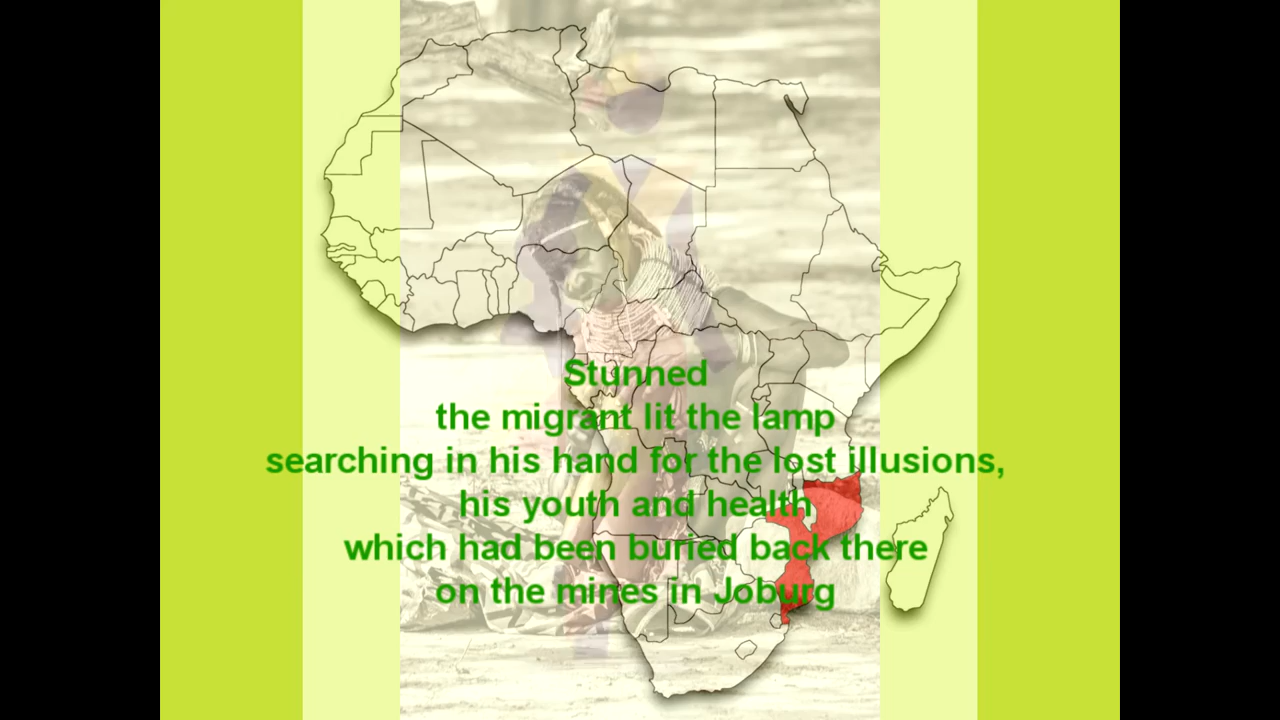 Stunned
the migrant lit the lamp
searching in his hand for the lost illusions,
his youth and health
which had been buried back there
on the mines in Joburg